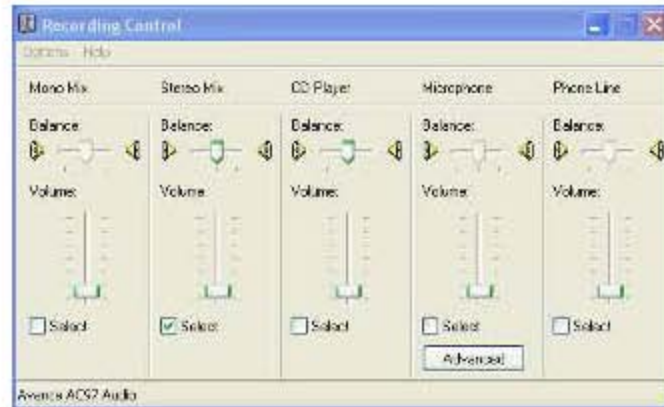 Recording Control
Options Help
Mono Mix Stereo Mix CD Player Microphone Phone Line
Balance: Balance: Balance: Balance: Balance:
Volume: Volume: Volume: Volume: Volume:
Select Select Select Select Select
Advanced
Avance AC97 Audio